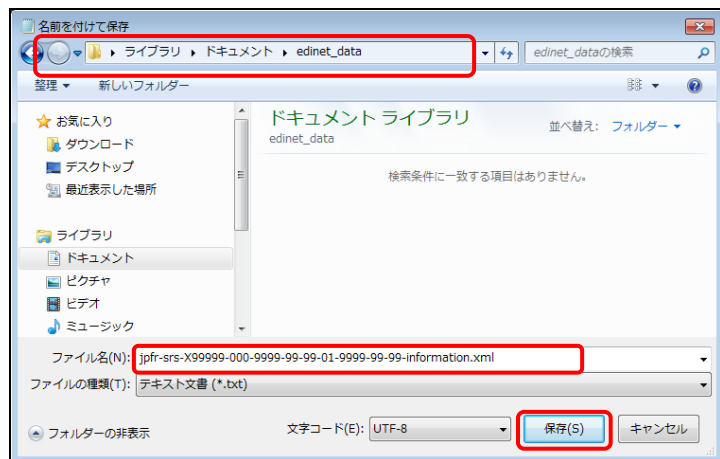 名前を付けて保存
ライブラリ ▸ ドキュメント ▸ edinet_data
edinet_dataの検索
整理
新しいフォルダー
お気に入り
ダウンロード
デスクトップ
最近表示した場所
ライブラリ
ドキュメント
ピクチャ
ビデオ
ミュージック
ドキュメント ライブラリ
edinet_data
並べ替え: フォルダー
検索条件に一致する項目はありません。
ファイル名(N): jpfr-srs-X99999-000-9999-99-99-01-9999-99-99-information.xml
ファイルの種類(T): テキスト文書 (*.txt)
フォルダーの非表示
文字コード(E): UTF-8
保存(S)
キャンセル